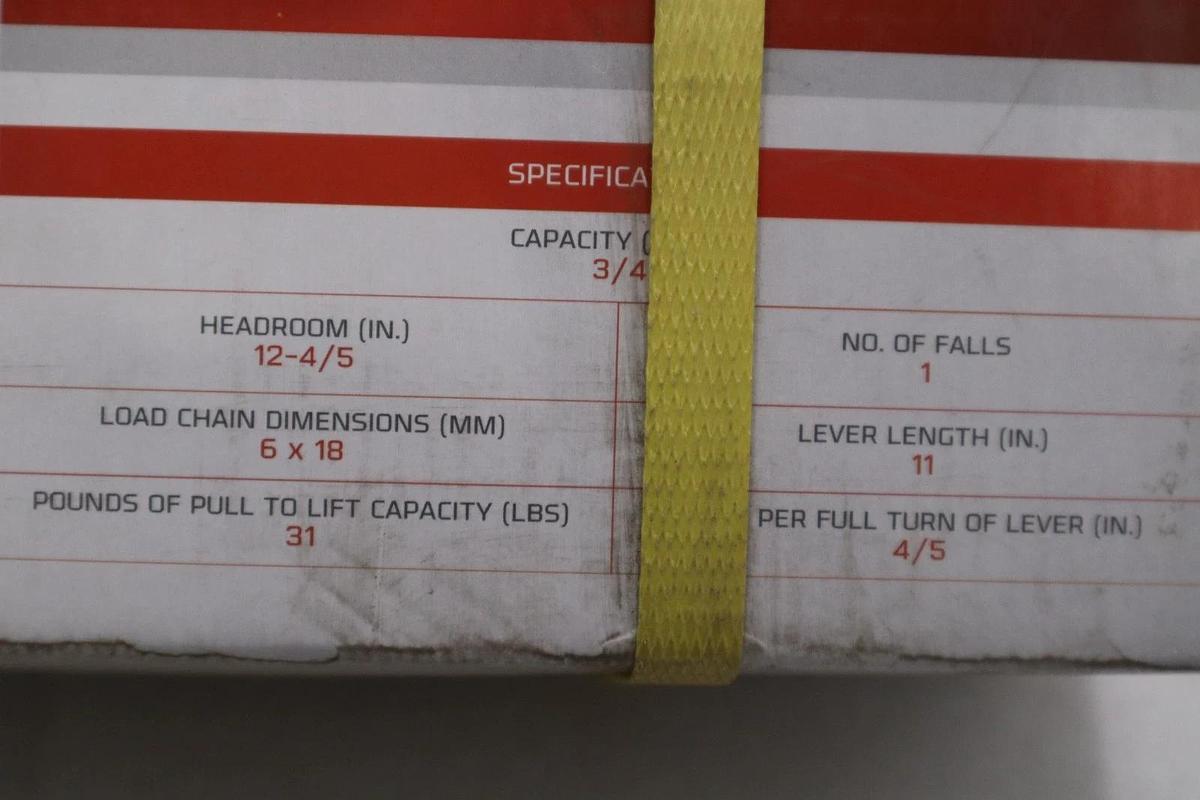 SPECIFICA
CAPACITY (
3/4
HEADROOM (IN.)
12-4/5
NO. OF FALLS
1
LOAD CHAIN DIMENSIONS (MM)
6 x 18
LEVER LENGTH (IN.)
11
POUNDS OF PULL TO LIFT CAPACITY (LBS)
31
PER FULL TURN OF LEVER (IN.)
4/5